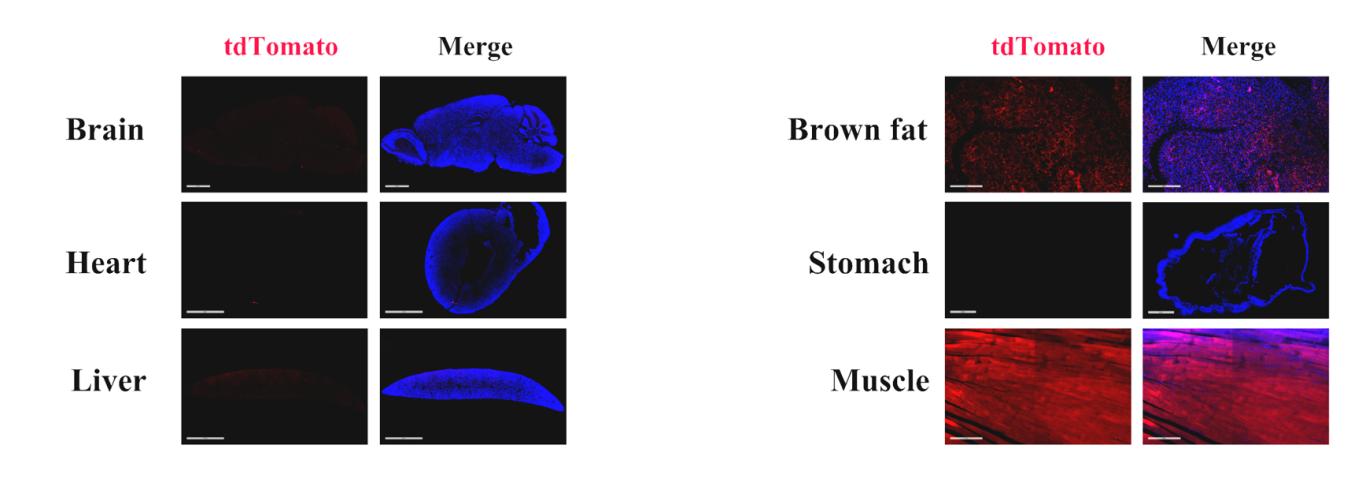 tdTomato Merge
Brain
Heart
Liver
tdTomato Merge
Brown fat
Stomach
Muscle